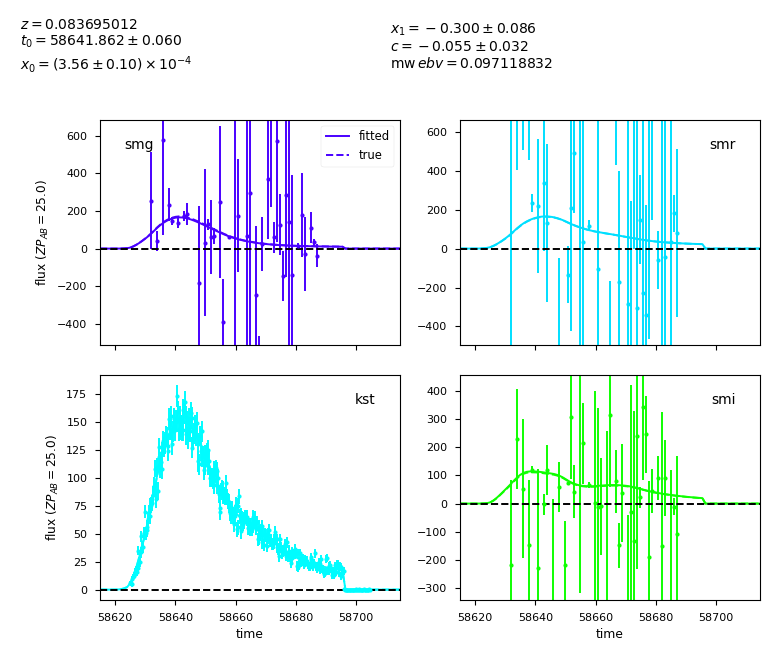 z = 0.083695012
t₀ = 58641.862 ± 0.060
x₀ = (3.56 ± 0.10) × 10⁻⁴
x₁ = −0.300 ± 0.086
c = −0.055 ± 0.032
mw ebv = 0.097118832
smg
fitted
true
600
400
200
0
−200
−400
flux (ZP_AB = 25.0)
smr
600
400
200
0
−200
−400
kst
175
150
125
100
75
50
25
0
flux (ZP_AB = 25.0)
58620 58640 58660 58680 58700
time
smi
400
300
200
100
0
−100
−200
−300
58620 58640 58660 58680 58700
time